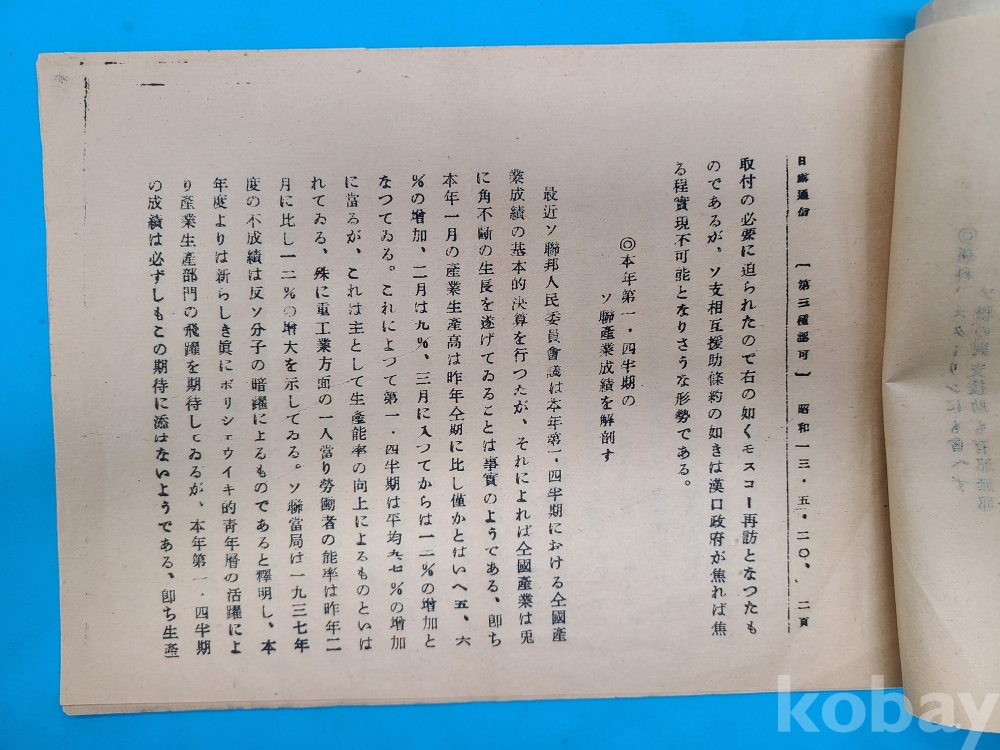 日露通信 〔第三種認可〕 昭和一三・五・二〇、 二頁
取付の必要に迫られたので右の如くモスコー再訪となつたも
のであるが、ソ支相互援助條約の如きは漢口政府が焦れば焦
る程實現不可能となりさうな形勢である。
◎本年第一・四半期の
ソ聯產業成績を解剖す
最近ソ聯邦人民委員會議は本年第一・四半期における仝國產
業成績の基本的決算を行つたが、それによれば仝國產業は兎
に角不斷の生長を遂げてゐることは事實のようである、卽ち
本年一月の產業生產高は昨年仝期に比し僅かとはいへ五、六
%の增加、二月は九%、三月に入つてからは一二%の增加と
なつてゐる。これによつて第一・四半期は平均九七%の增加
に當るが、これは主として生產能率の向上によるものといは
れてゐる、殊に重工業方面の一人當り勞働者の能率は昨年二
月に比し一二%の增大を示してゐる。ソ聯當局は一九三七年
度の不成績は反ソ分子の暗躍によるものであると釋明し、本
年度よりは新らしき眞にボリシェウイキ的靑年層の活躍によ
り產業生產部門の飛躍を期待してゐるが、本年第一・四半期
の成績は必ずしもこの期待に添はないようである、卽ち生產
kobay